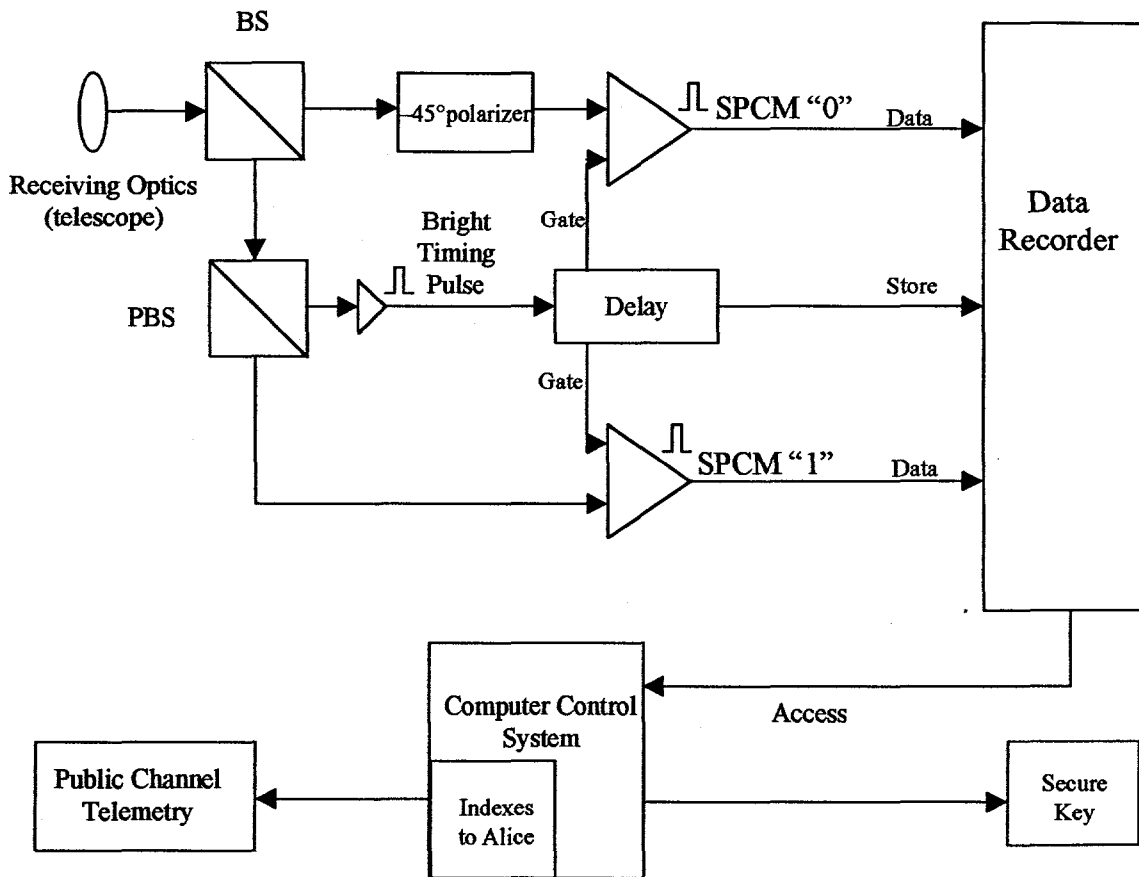 BS
–45°polarizer
SPCM “0”
Data
Receiving Optics
(telescope)
Gate
Bright
Timing
Pulse
Data
Recorder
PBS
Delay
Store
Gate
SPCM “1”
Data
Computer Control
System
Access
Public Channel
Telemetry
Indexes
to Alice
Secure
Key